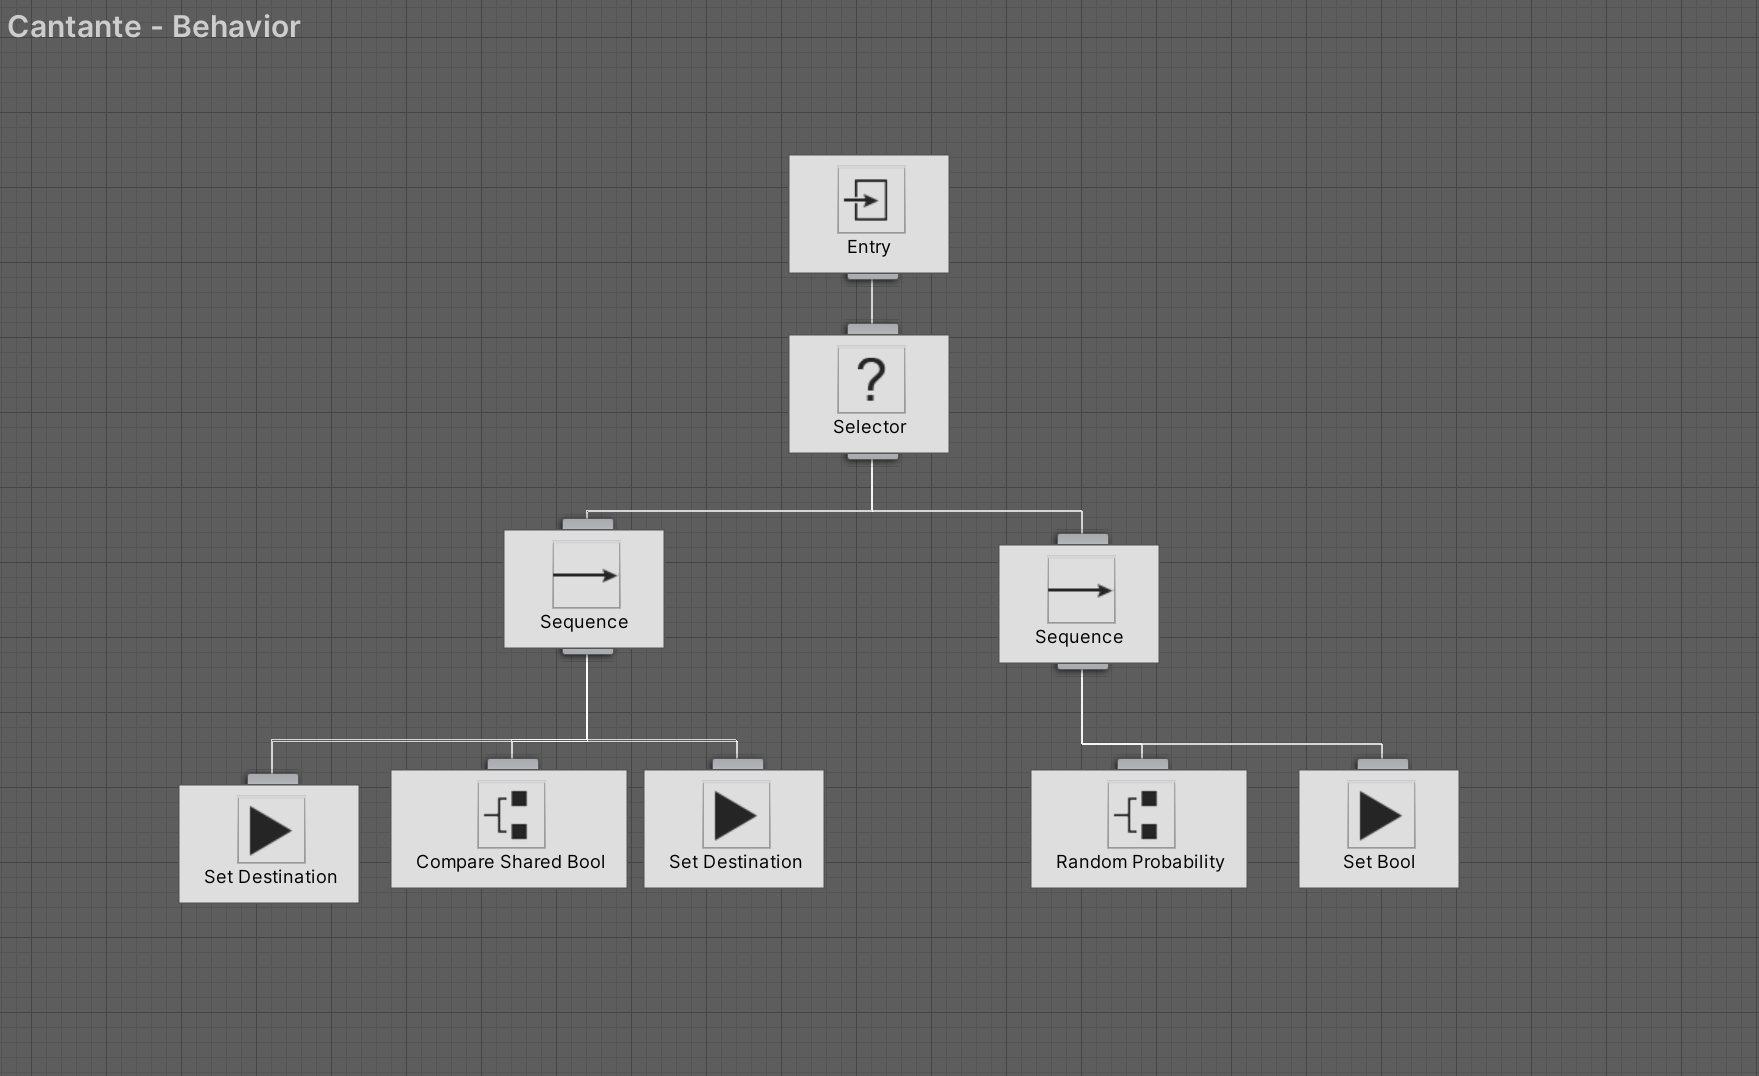 Cantante - Behavior
Entry
?
Selector
Sequence
Sequence
Set Destination
Compare Shared Bool
Set Destination
Random Probability
Set Bool